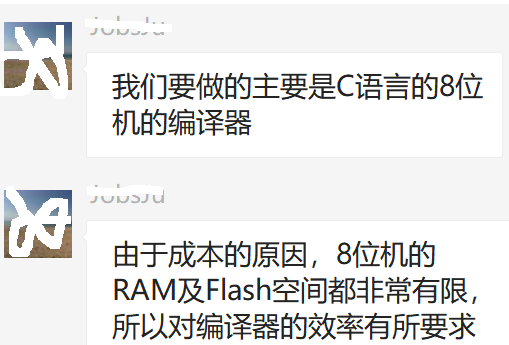 我们要做的主要是C语言的8位
机的编译器
由于成本的原因，8位机的
RAM及Flash空间都非常有限，
所以对编译器的效率有所要求